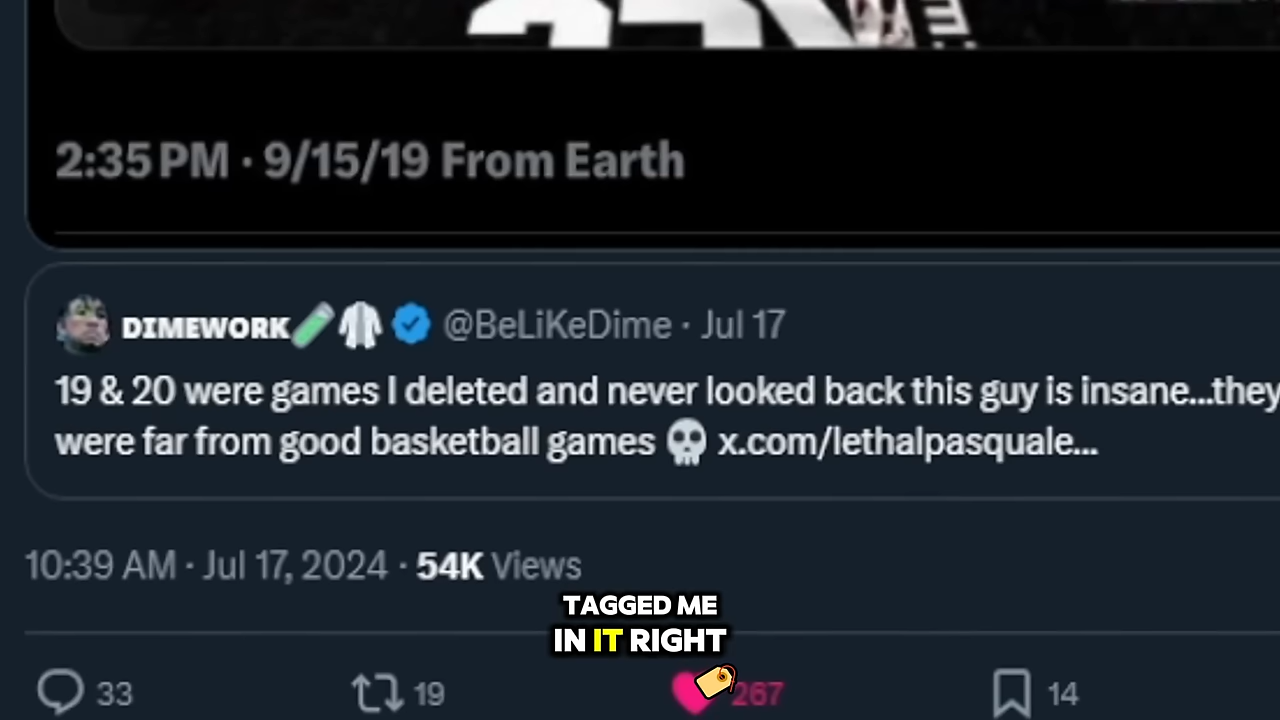 2:35 PM · 9/15/19 From Earth
DIMEWORK🧪🥼 @BeLiKeDime · Jul 17
19 & 20 were games I deleted and never looked back this guy is insane...they
were far from good basketball games 💀 x.com/lethalpasquale...
10:39 AM · Jul 17, 2024 · 54K Views
TAGGED ME
IN IT RIGHT
33 19 267 14